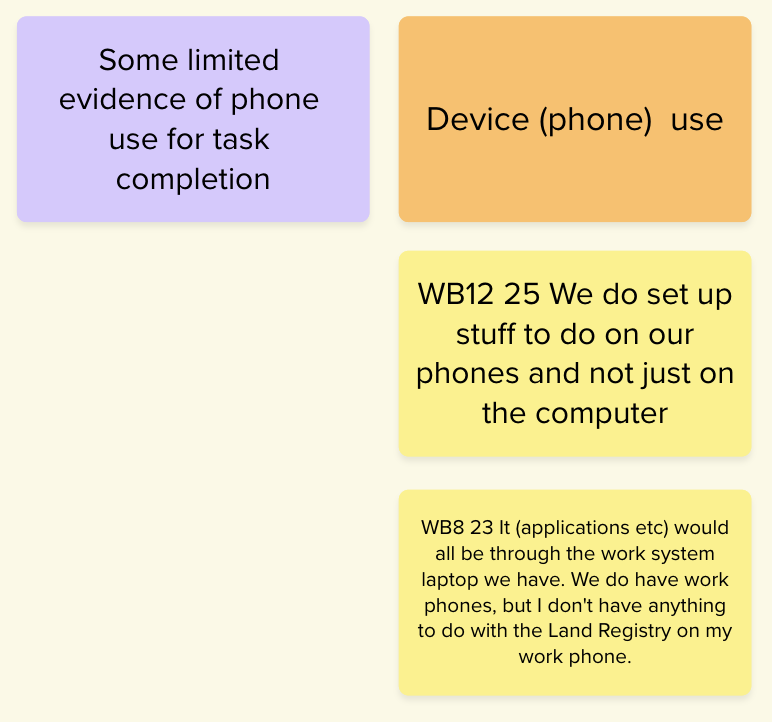 Some limited
evidence of phone
use for task
completion
Device (phone)  use
WB12 25 We do set up
stuff to do on our
phones and not just on
the computer
WB8 23 It (applications etc) would
all be through the work system
laptop we have. We do have work
phones, but I don't have anything
to do with the Land Registry on my
work phone.